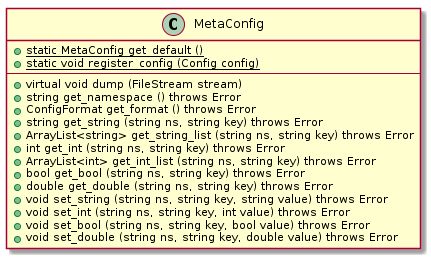 C MetaConfig
static MetaConfig get_default ()
static void register_config (Config config)
virtual void dump (FileStream stream)
string get_namespace () throws Error
ConfigFormat get_format () throws Error
string get_string (string ns, string key) throws Error
ArrayList<string> get_string_list (string ns, string key) throws Error
int get_int (string ns, string key) throws Error
ArrayList<int> get_int_list (string ns, string key) throws Error
bool get_bool (string ns, string key) throws Error
double get_double (string ns, string key) throws Error
void set_string (string ns, string key, string value) throws Error
void set_int (string ns, string key, int value) throws Error
void set_bool (string ns, string key, bool value) throws Error
void set_double (string ns, string key, double value) throws Error